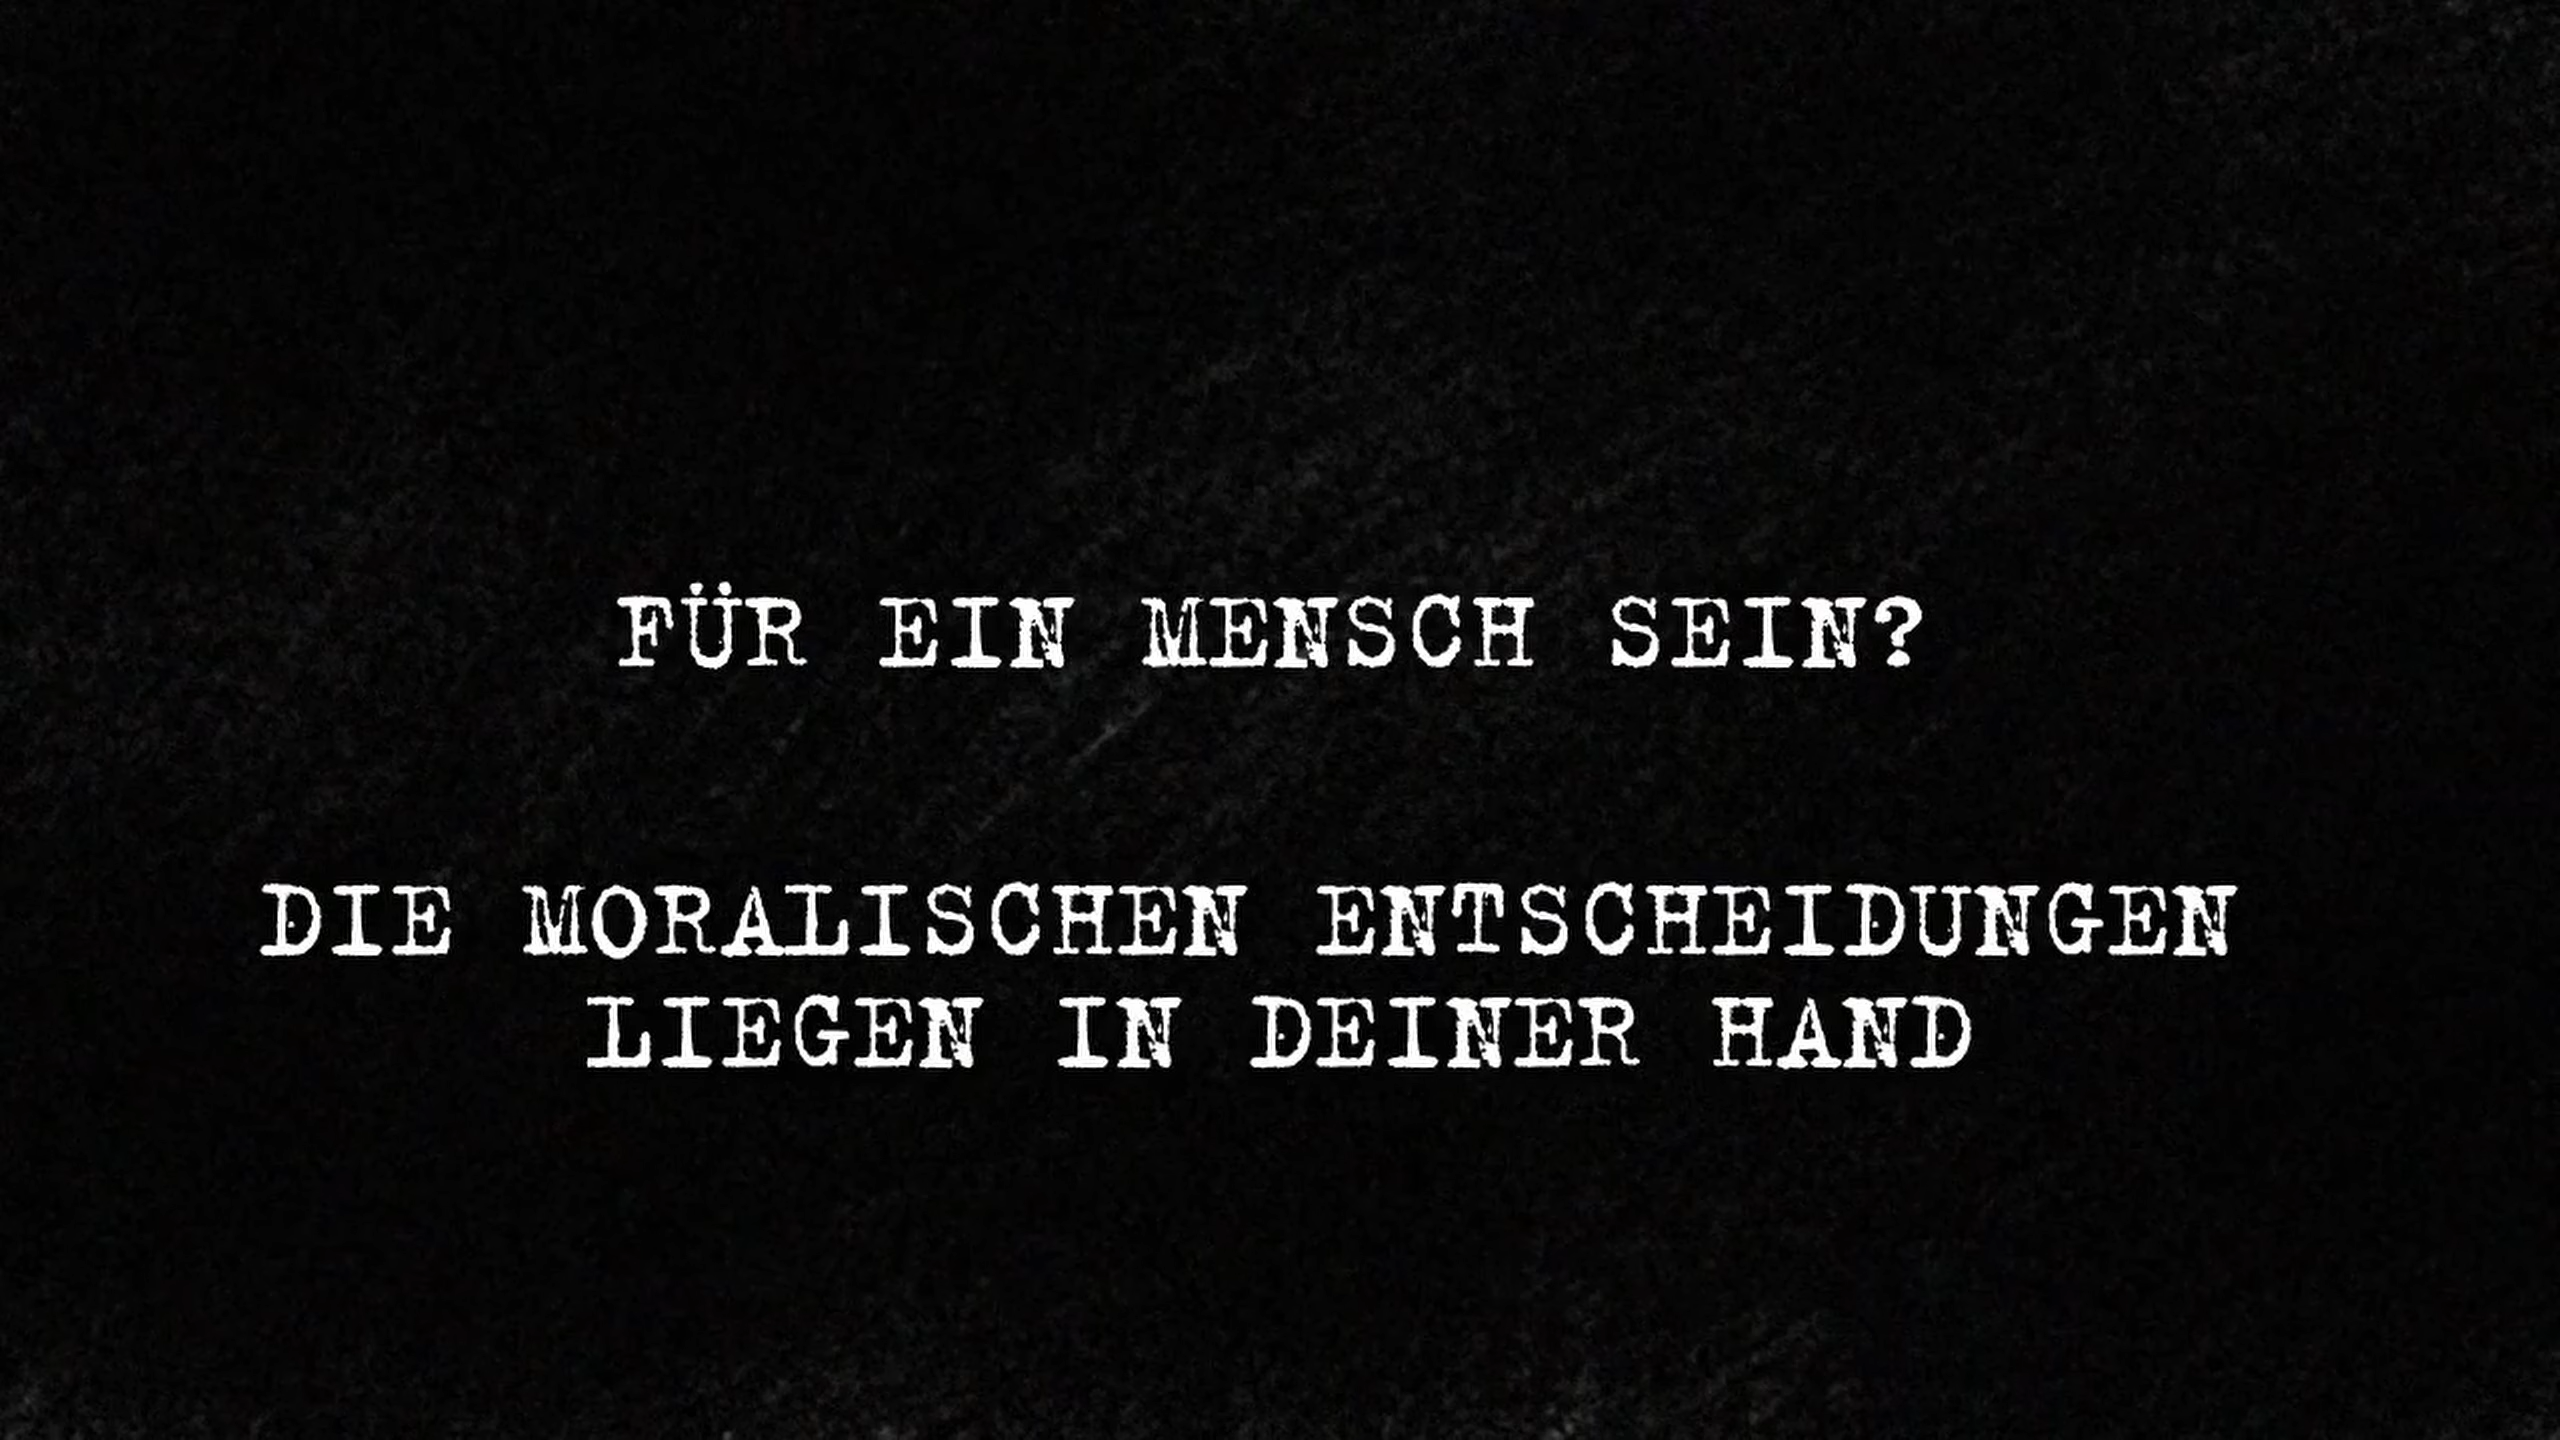 FÜR EIN MENSCH SEIN?
DIE MORALISCHEN ENTSCHEIDUNGEN
LIEGEN IN DEINER HAND